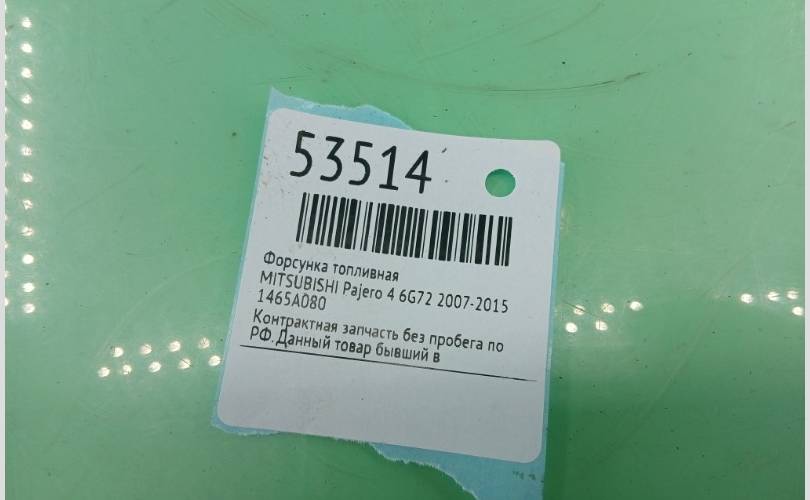 53514
Форсунка топливная
MITSUBISHI Pajero 4 6G72 2007-2015
1465A080
Контрактная запчасть без пробега по
РФ.Данный товар бывший в